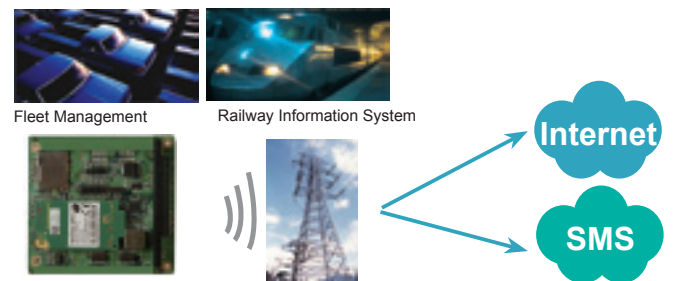 Fleet Management
Railway Information System
Internet
SMS